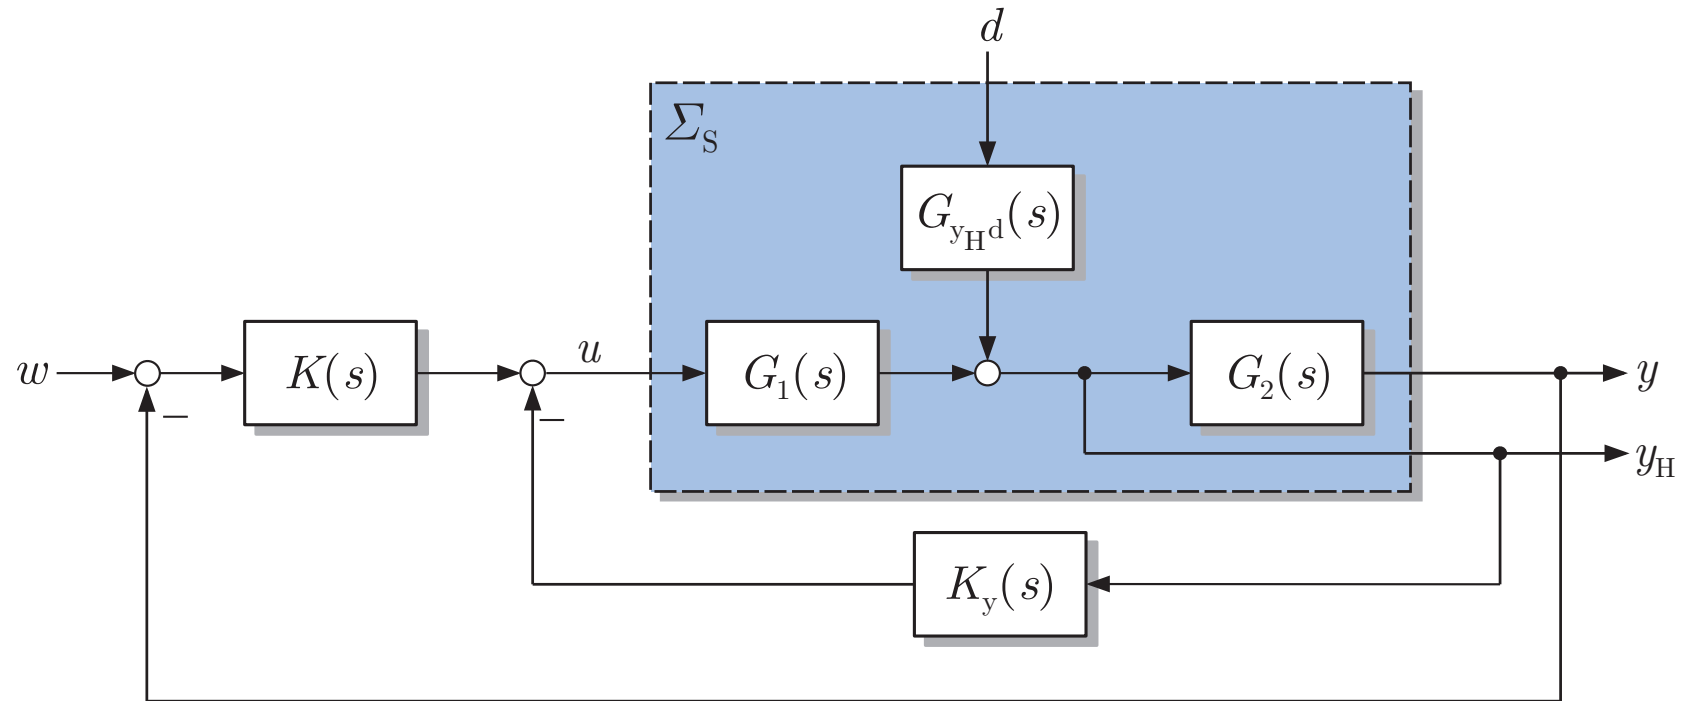 d
Σ_S
G_{y_H d}(s)
w
K(s)
u
G_1(s)
G_2(s)
y
−
−
y_H
K_y(s)